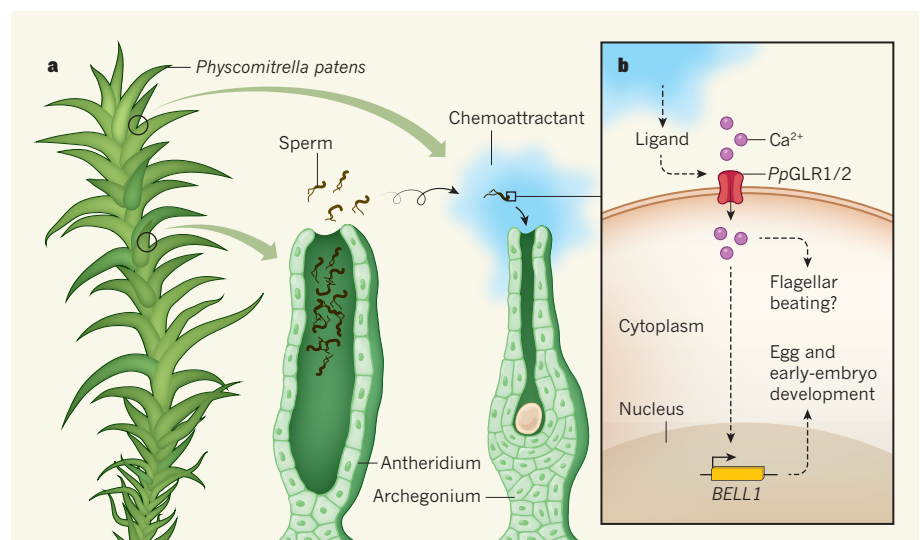 a
Physcomitrella patens
Sperm
Chemoattractant
Antheridium
Archegonium
b
Ligand
Ca²⁺
PpGLR1/2
Flagellar
beating?
Cytoplasm
Egg and
early-embryo
development
Nucleus
BELL1